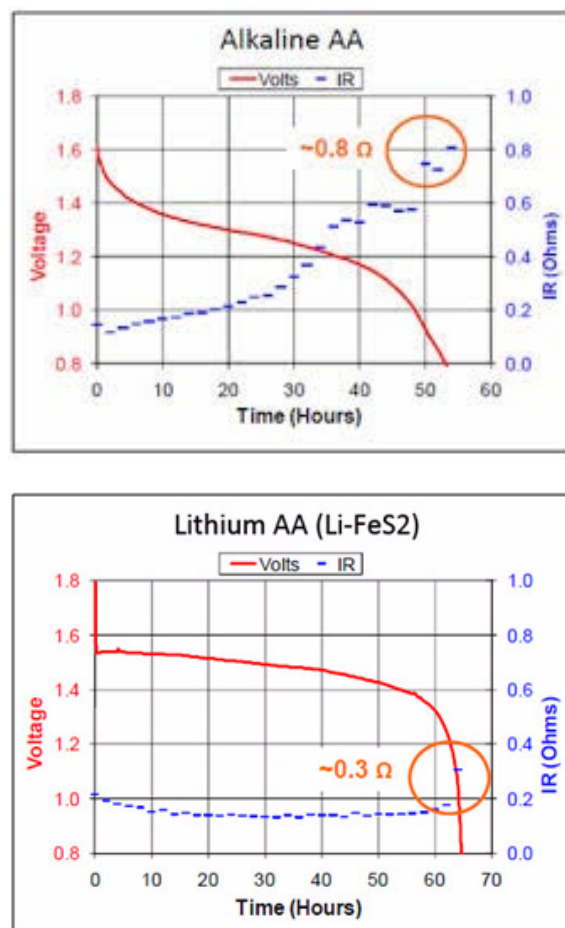 Alkaline AA
Volts IR
1.8 1.0
~0.8 Ω
1.6 0.8
1.4 0.6
1.2 0.4
1.0 0.2
0.8 0.0
Voltage
IR (Ohms)
0 10 20 30 40 50 60
Time (Hours)
Lithium AA (Li-FeS2)
Volts IR
1.8 1.0
1.6 0.8
1.4 0.6
1.2 0.4
~0.3 Ω
1.0 0.2
0.8 0.0
Voltage
IR (Ohms)
0 10 20 30 40 50 60 70
Time (Hours)